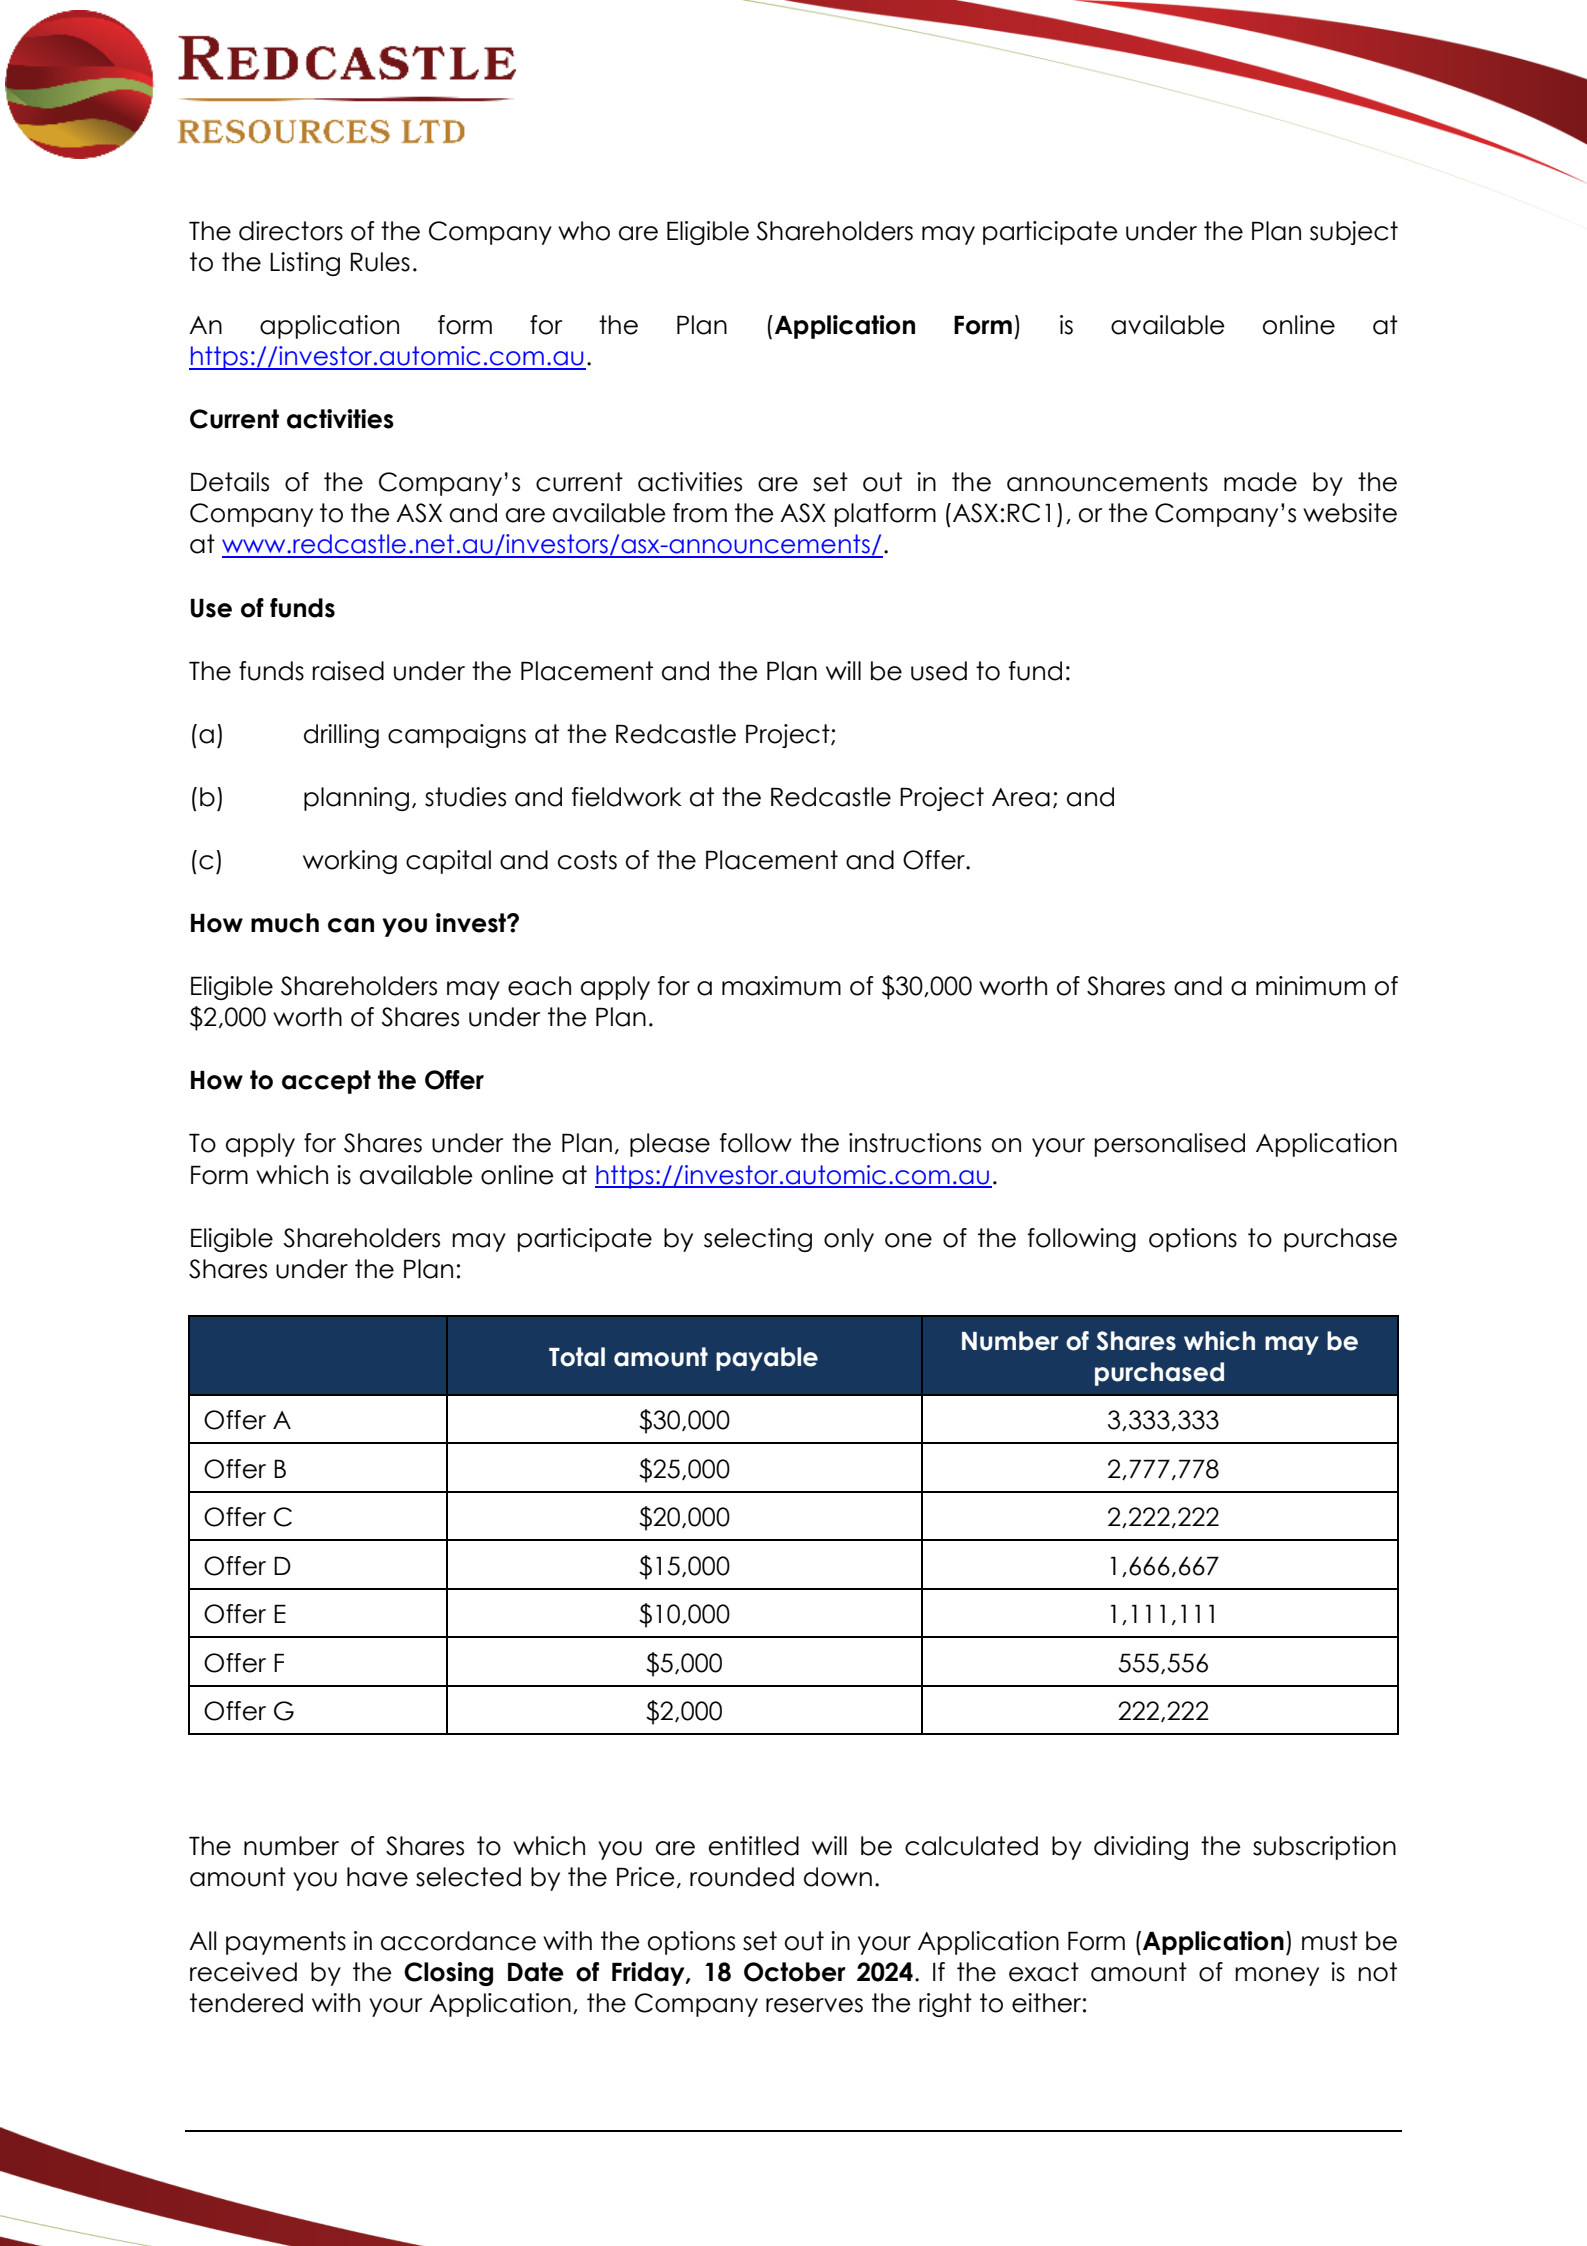 REDCASTLE
RESOURCES LTD
The directors of the Company who are Eligible Shareholders may participate under the Plan subject
to the Listing Rules.
An application form for the Plan (Application Form) is available online at
https://investor.automic.com.au.
Current activities
Details of the Company’s current activities are set out in the announcements made by the
Company to the ASX and are available from the ASX platform (ASX:RC1), or the Company’s website
at www.redcastle.net.au/investors/asx-announcements/.
Use of funds
The funds raised under the Placement and the Plan will be used to fund:
(a) drilling campaigns at the Redcastle Project;
(b) planning, studies and fieldwork at the Redcastle Project Area; and
(c) working capital and costs of the Placement and Offer.
How much can you invest?
Eligible Shareholders may each apply for a maximum of $30,000 worth of Shares and a minimum of
$2,000 worth of Shares under the Plan.
How to accept the Offer
To apply for Shares under the Plan, please follow the instructions on your personalised Application
Form which is available online at https://investor.automic.com.au.
Eligible Shareholders may participate by selecting only one of the following options to purchase
Shares under the Plan:
Total amount payable Number of Shares which may be
purchased
Offer A $30,000 3,333,333
Offer B $25,000 2,777,778
Offer C $20,000 2,222,222
Offer D $15,000 1,666,667
Offer E $10,000 1,111,111
Offer F $5,000 555,556
Offer G $2,000 222,222
The number of Shares to which you are entitled will be calculated by dividing the subscription
amount you have selected by the Price, rounded down.
All payments in accordance with the options set out in your Application Form (Application) must be
received by the Closing Date of Friday, 18 October 2024. If the exact amount of money is not
tendered with your Application, the Company reserves the right to either: